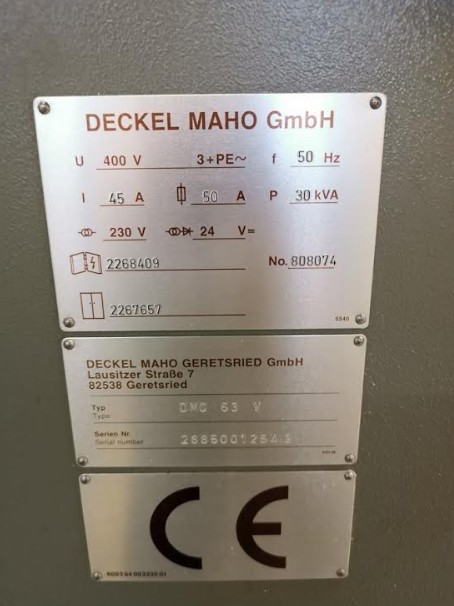 DECKEL MAHO GmbH
U 400 V 3+PE~ f 50 Hz
I 45 A 50 A P 30 kVA
230 V 24 V=
2268409 No. 808074
2267657
DECKEL MAHO GERETSRIED GmbH
Lausitzer Straße 7
82538 Geretsried
Typ
Type DMC 63 V
Serien Nr.
Serial number
CE